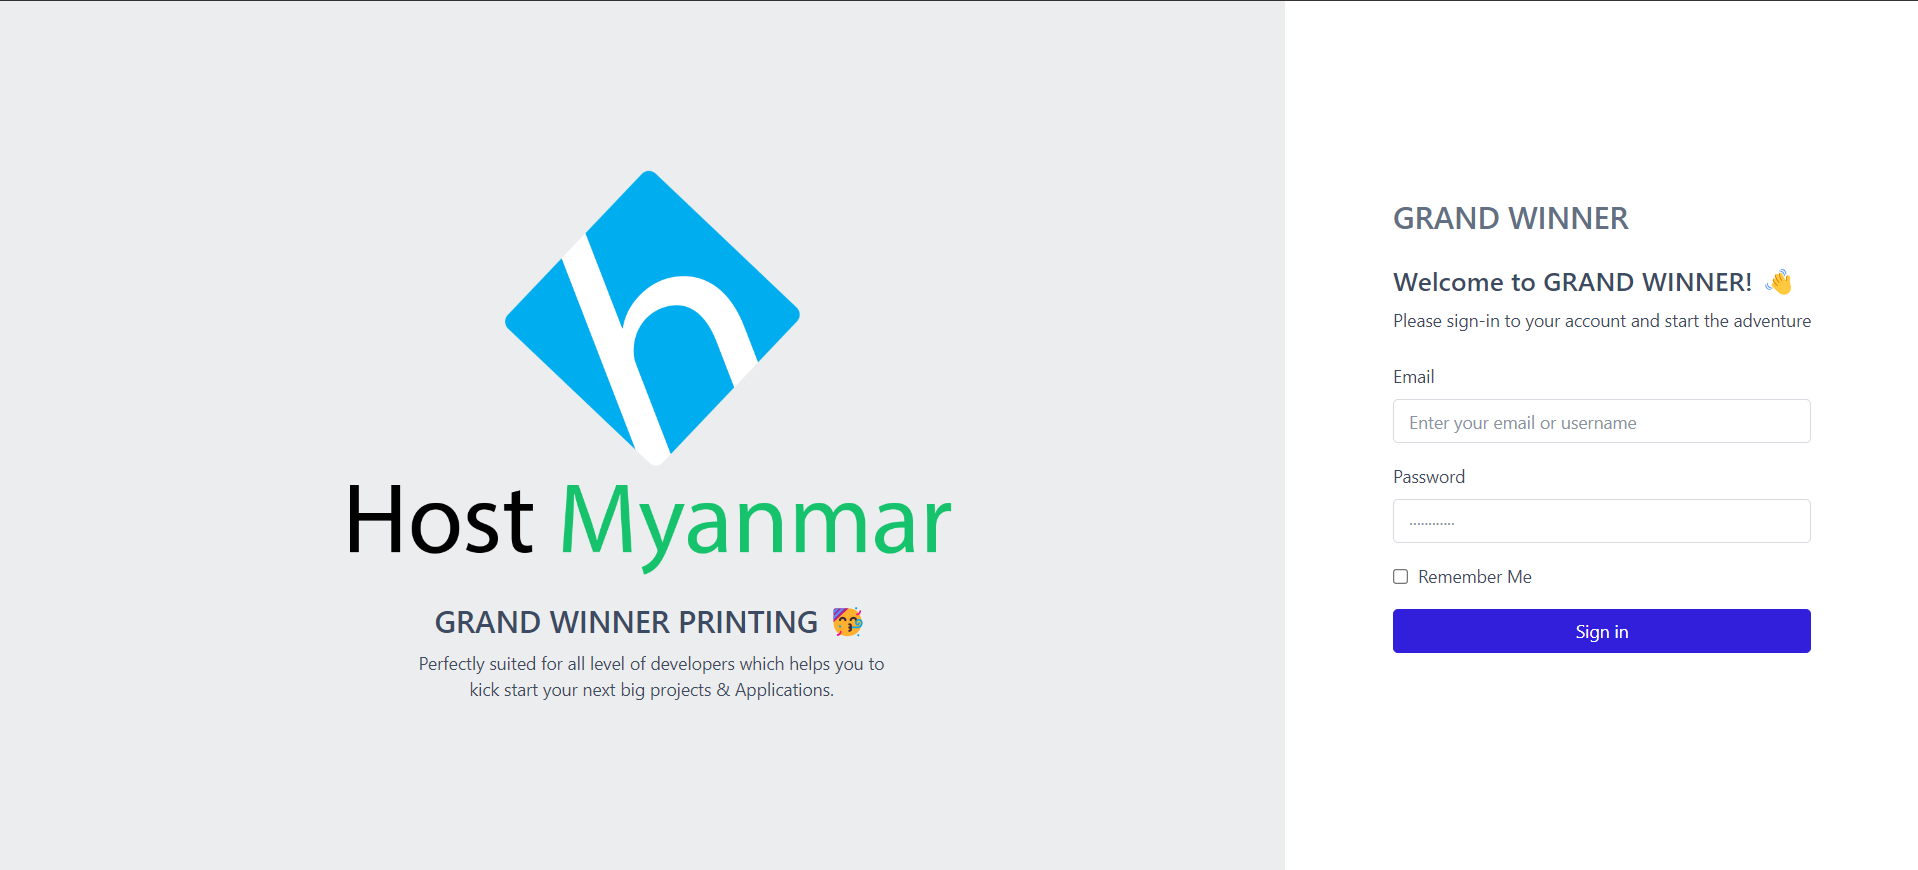 Host Myanmar
GRAND WINNER PRINTING 🥳
Perfectly suited for all level of developers which helps you to
kick start your next big projects & Applications.
GRAND WINNER
Welcome to GRAND WINNER! 👋
Please sign-in to your account and start the adventure
Email
Enter your email or username
Password
············
Remember Me
Sign in